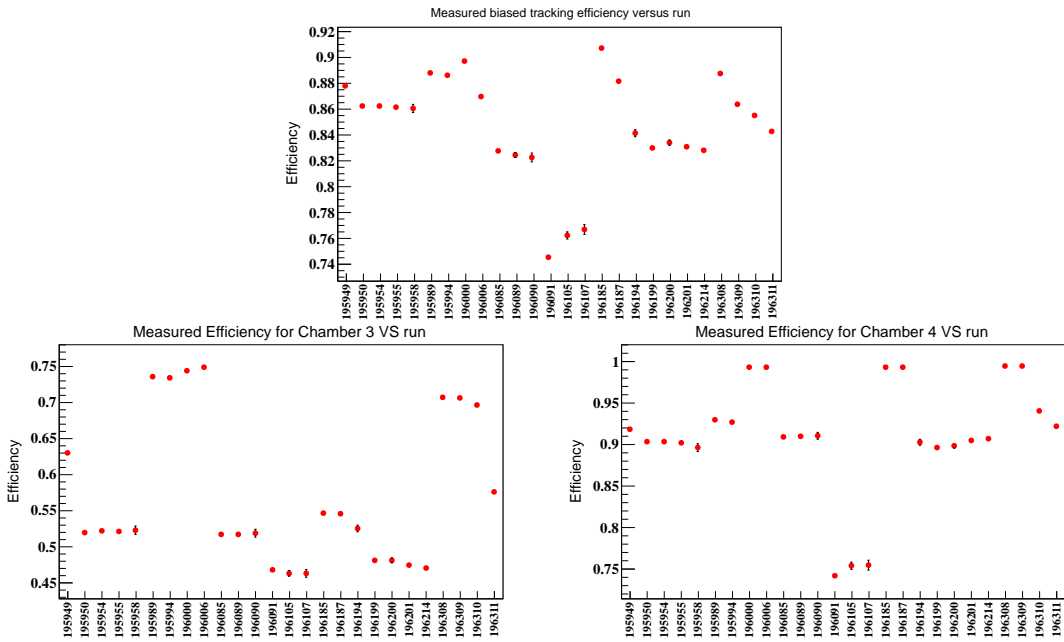 Measured biased tracking efficiency versus run
Efficiency
0.92
0.9
0.88
0.86
0.84
0.82
0.8
0.78
0.76
0.74
195949 195950 195954 195955 195958 195989 195994 196000 196006 196085 196089 196090 196091 196105 196107 196185 196187 196194 196199 196200 196201 196214 196308 196309 196310 196311
Measured Efficiency for Chamber 3 VS run
Efficiency
0.75
0.7
0.65
0.6
0.55
0.5
0.45
195949 195950 195954 195955 195958 195989 195994 196000 196006 196085 196089 196090 196091 196105 196107 196185 196187 196194 196199 196200 196201 196214 196308 196309 196310 196311
Measured Efficiency for Chamber 4 VS run
Efficiency
1
0.95
0.9
0.85
0.8
0.75
195949 195950 195954 195955 195958 195989 195994 196000 196006 196085 196089 196090 196091 196105 196107 196185 196187 196194 196199 196200 196201 196214 196308 196309 196310 196311